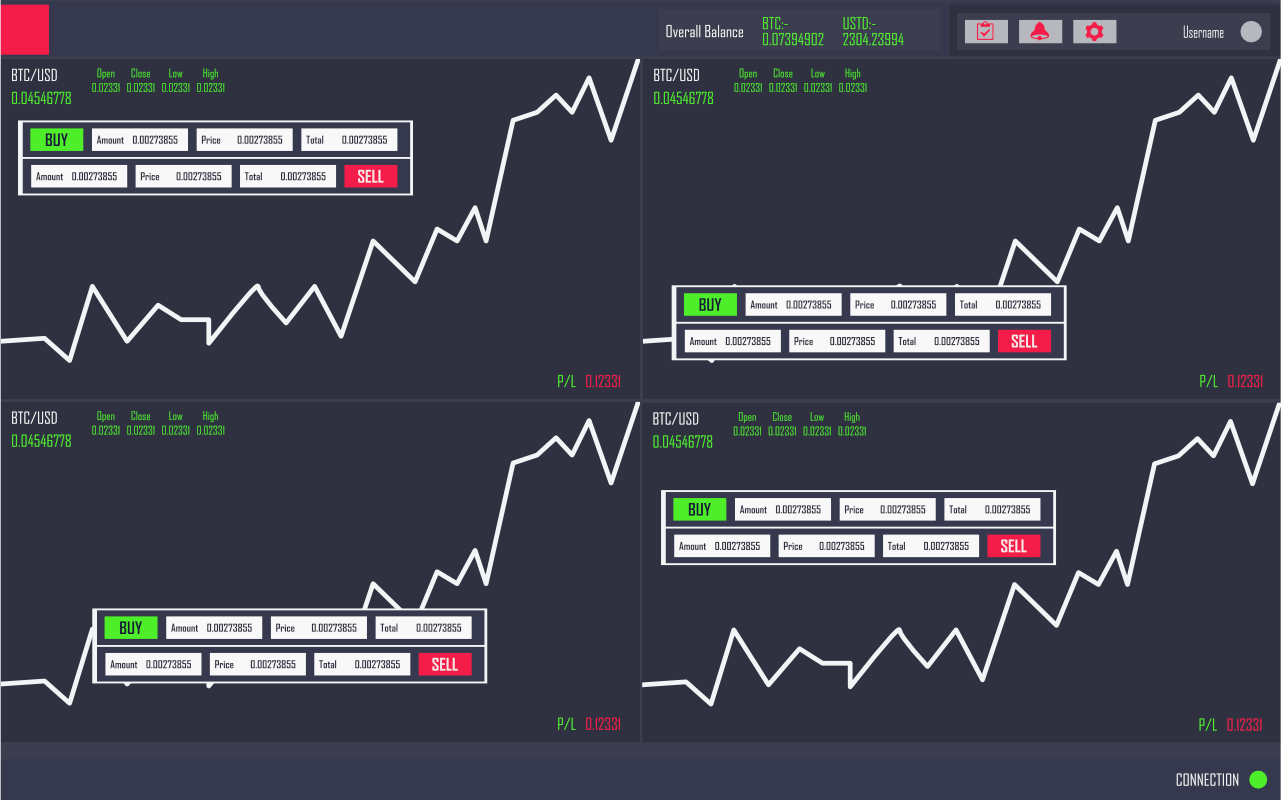 Overall Balance
BTC:-
0.07394902
USTD:-
2304.23994
Username
BTC/USD
0.04546778
Open Close Low High
0.02331 0.02331 0.02331 0.02331
BUY Amount 0.00273855 Price 0.00273855 Total 0.00273855
Amount 0.00273855 Price 0.00273855 Total 0.00273855 SELL
P/L 0.12331
BTC/USD
0.04546778
Open Close Low High
0.02331 0.02331 0.02331 0.02331
BUY Amount 0.00273855 Price 0.00273855 Total 0.00273855
Amount 0.00273855 Price 0.00273855 Total 0.00273855 SELL
P/L 0.12331
BTC/USD
0.04546778
Open Close Low High
0.02331 0.02331 0.02331 0.02331
BUY Amount 0.00273855 Price 0.00273855 Total 0.00273855
Amount 0.00273855 Price 0.00273855 Total 0.00273855 SELL
P/L 0.12331
BTC/USD
0.04546778
Open Close Low High
0.02331 0.02331 0.02331 0.02331
BUY Amount 0.00273855 Price 0.00273855 Total 0.00273855
Amount 0.00273855 Price 0.00273855 Total 0.00273855 SELL
P/L 0.12331
CONNECTION